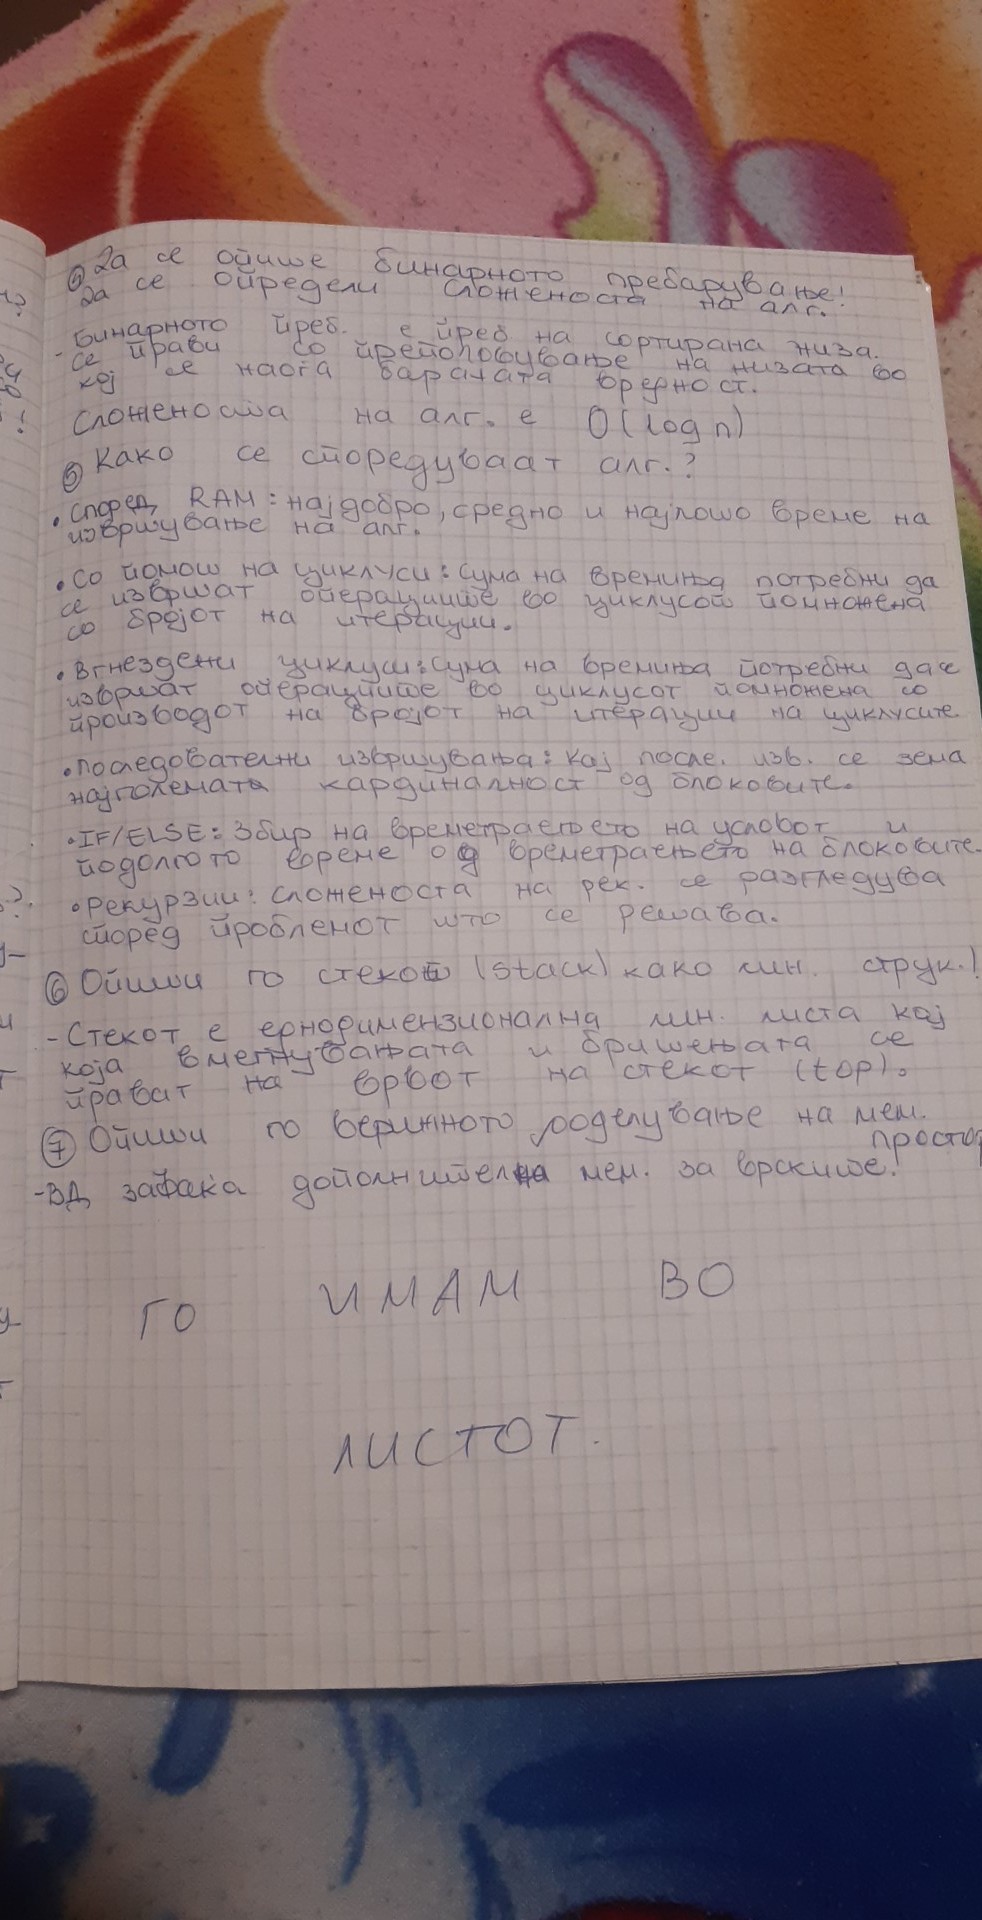 ④ Да се опише бинарното пребарување!
Да се определи сложеноста на алг.
- Бинарното преб. е преб на сортирана низа.
се прави со преполовување на низата во
кој се наоѓа бараната вредност.
Сложеноста на алг. е O(log n)
⑤ Како се споредуваат алг.?
• Според RAM: најдобро, средно и најлошо време на
извршување на алг.
• Со помош на циклуси: сума на времиња потребни да
се извршат операциите во циклусот помножена
со бројот на итерации.
• Вгнездени циклуси: сума на времиња потребни да се
извршат операциите во циклусот помножена со
производот на бројот на итерации на циклусите
• Последователни извршувања: Кај после. изв. се зема
најголемата кардиналност од блоковите.
• IF/ELSE: Збир на времетраењето на условот и
подолгото време од времетраењето на блоковите.
• Рекурзии: сложеноста на рек. се разгледува
според проблемот што се решава.
⑥ Опиши го стекот (stack) како лин. струк.!
- Стекот е еднодимензионална лин. листа кај
која вметнувањата и бришењата се
прават на врвот на стекот (top).
⑦ Опиши го верижното доделување на мем.
простор
- ВД зафаќа дополнителна мем. за врските.
ГО ИМАМ ВО
ЛИСТОТ.